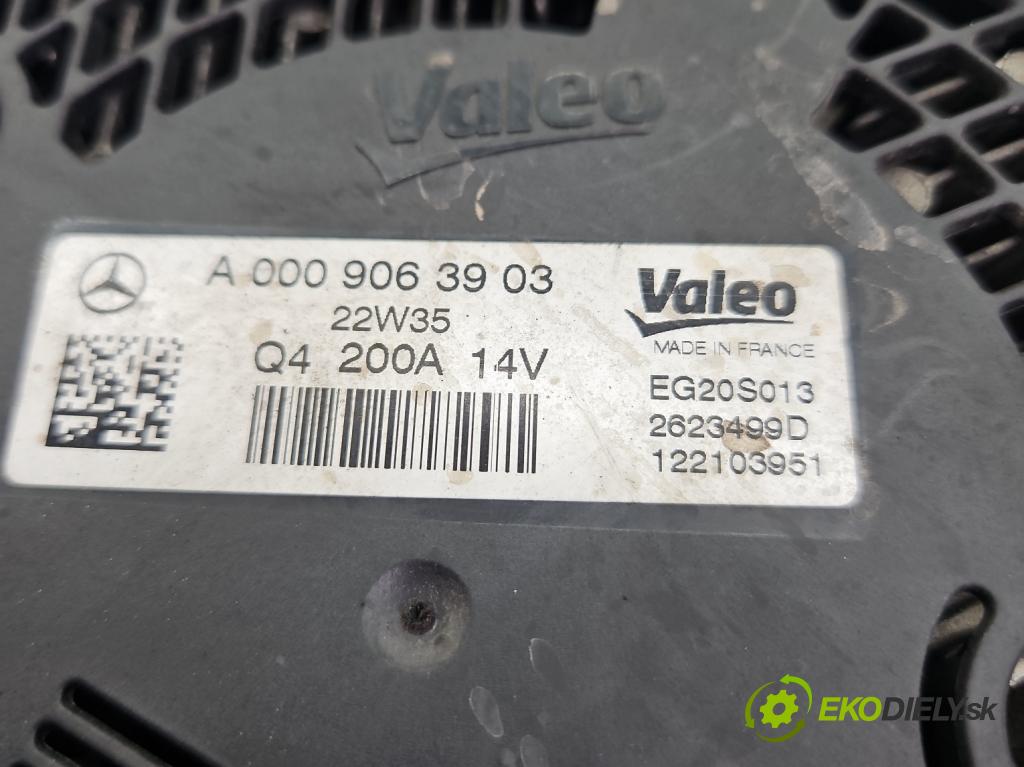 Valeo
A 000 906 39 03
22W35
Q4 200A 14V
Valeo
MADE IN FRANCE
EG20S013
2623499D
122103951
EKODIELY.sk